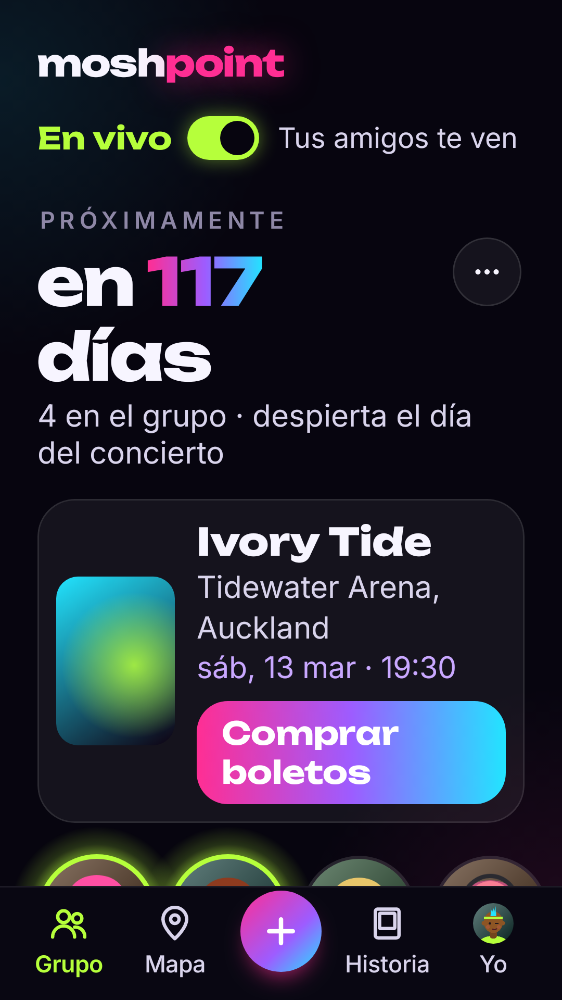 moshpoint
En vivo
Tus amigos te ven
PRÓXIMAMENTE
en 117
días
4 en el grupo · despierta el día
del concierto
Ivory Tide
Tidewater Arena,
Auckland
sáb, 13 mar · 19:30
Comprar
boletos
Grupo
Mapa
Historia
Yo